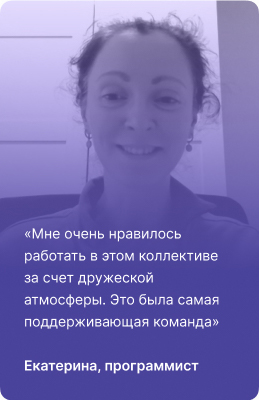 «Мне очень нравилось
работать в этом коллективе
за счет дружеской
атмосферы. Это была самая
поддерживающая команда»
Екатерина, программист